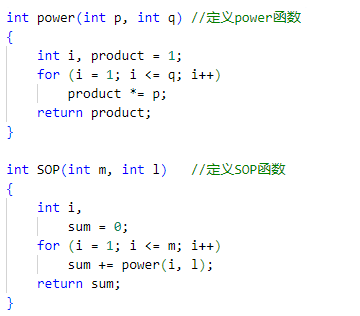 int power(int p, int q) //定义power函数
{
    int i, product = 1;
    for (i = 1; i <= q; i++)
        product *= p;
    return product;
}

int SOP(int m, int l)   //定义SOP函数
{
    int i,
        sum = 0;
    for (i = 1; i <= m; i++)
        sum += power(i, l);
    return sum;
}